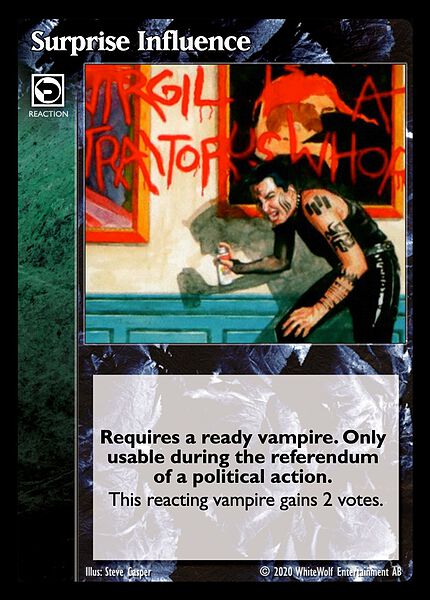 Surprise Influence
REACTION
VIRGIL A
TRAITOROUS WHOR
Requires a ready vampire. Only
usable during the referendum
of a political action.
This reacting vampire gains 2 votes.
Illus: Steve Casper © 2020 WhiteWolf Entertainment AB